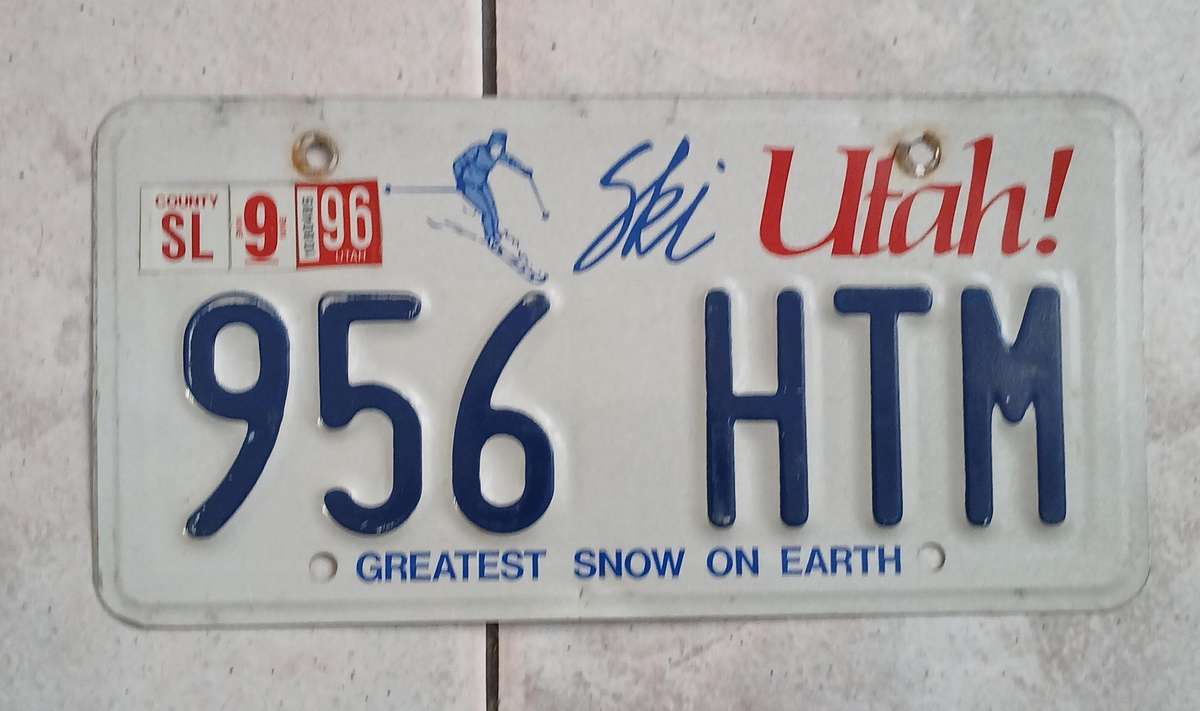 Ski Utah!
COUNTY
SL
9
96
UTAH
956 HTM
GREATEST SNOW ON EARTH